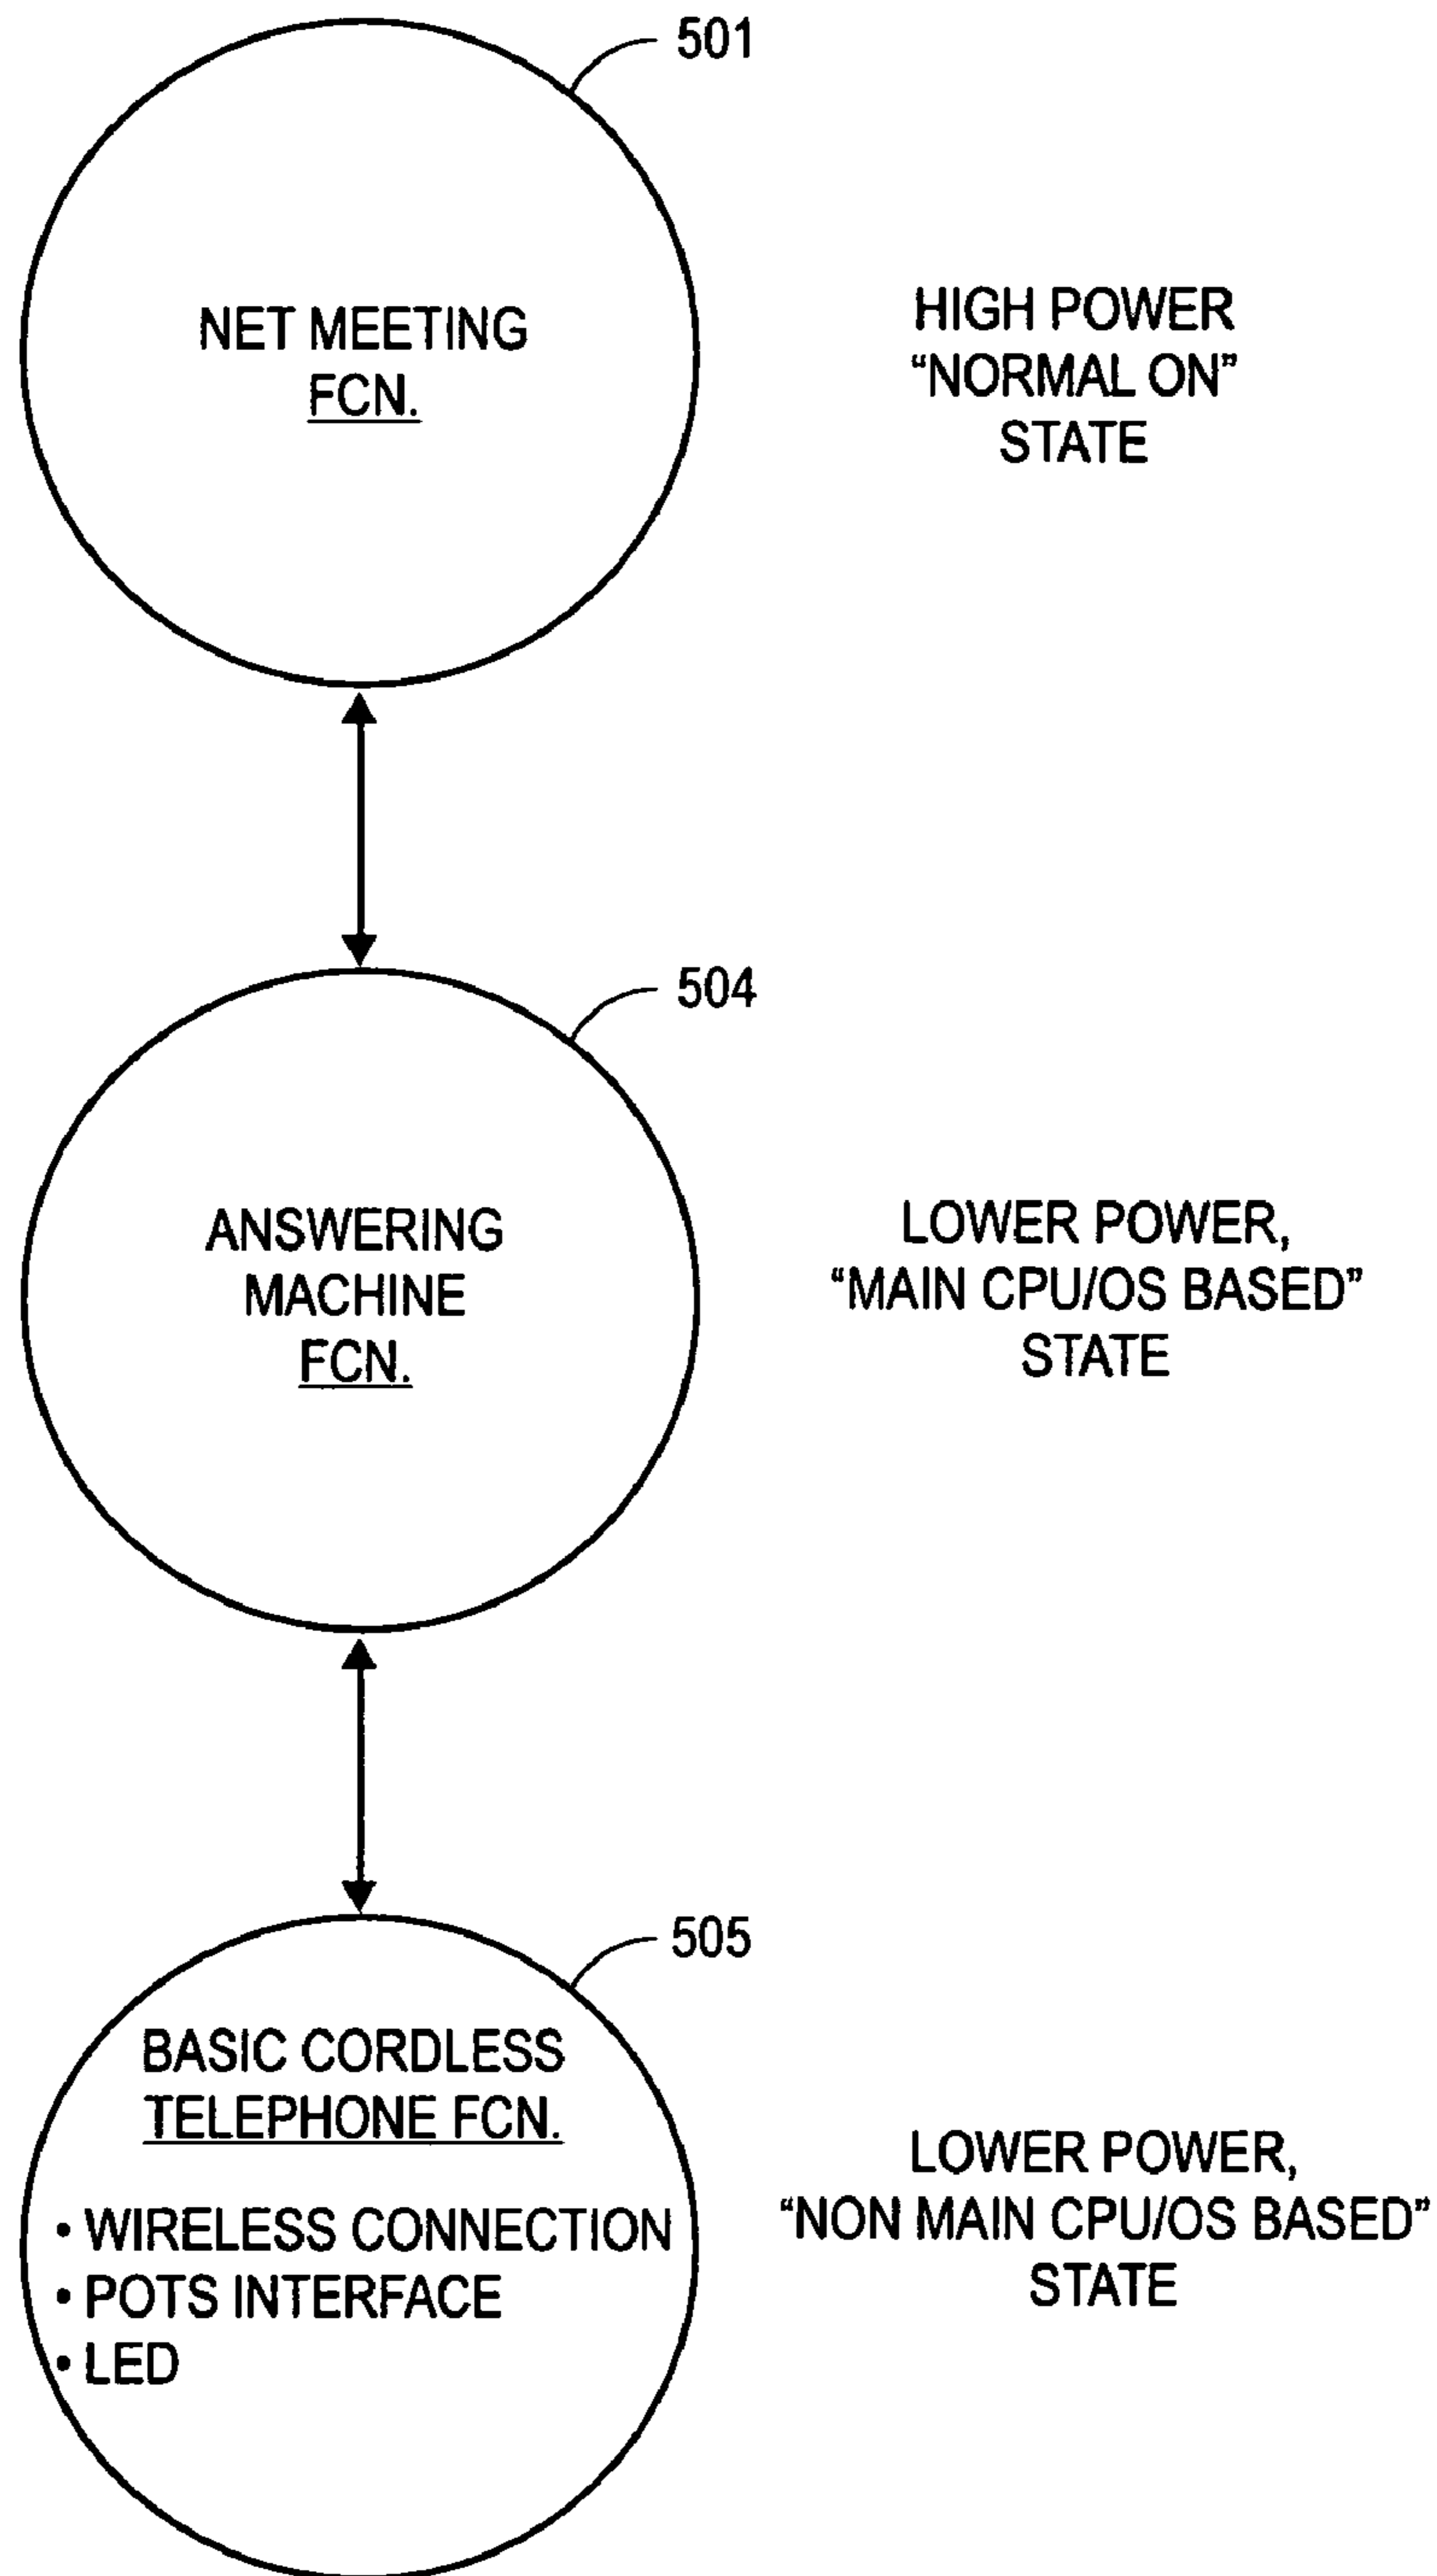 501
NET MEETING
FCN.
HIGH POWER
“NORMAL ON”
STATE
504
ANSWERING
MACHINE
FCN.
LOWER POWER,
“MAIN CPU/OS BASED”
STATE
505
BASIC CORDLESS
TELEPHONE FCN.
• WIRELESS CONNECTION
• POTS INTERFACE
• LED
LOWER POWER,
“NON MAIN CPU/OS BASED”
STATE